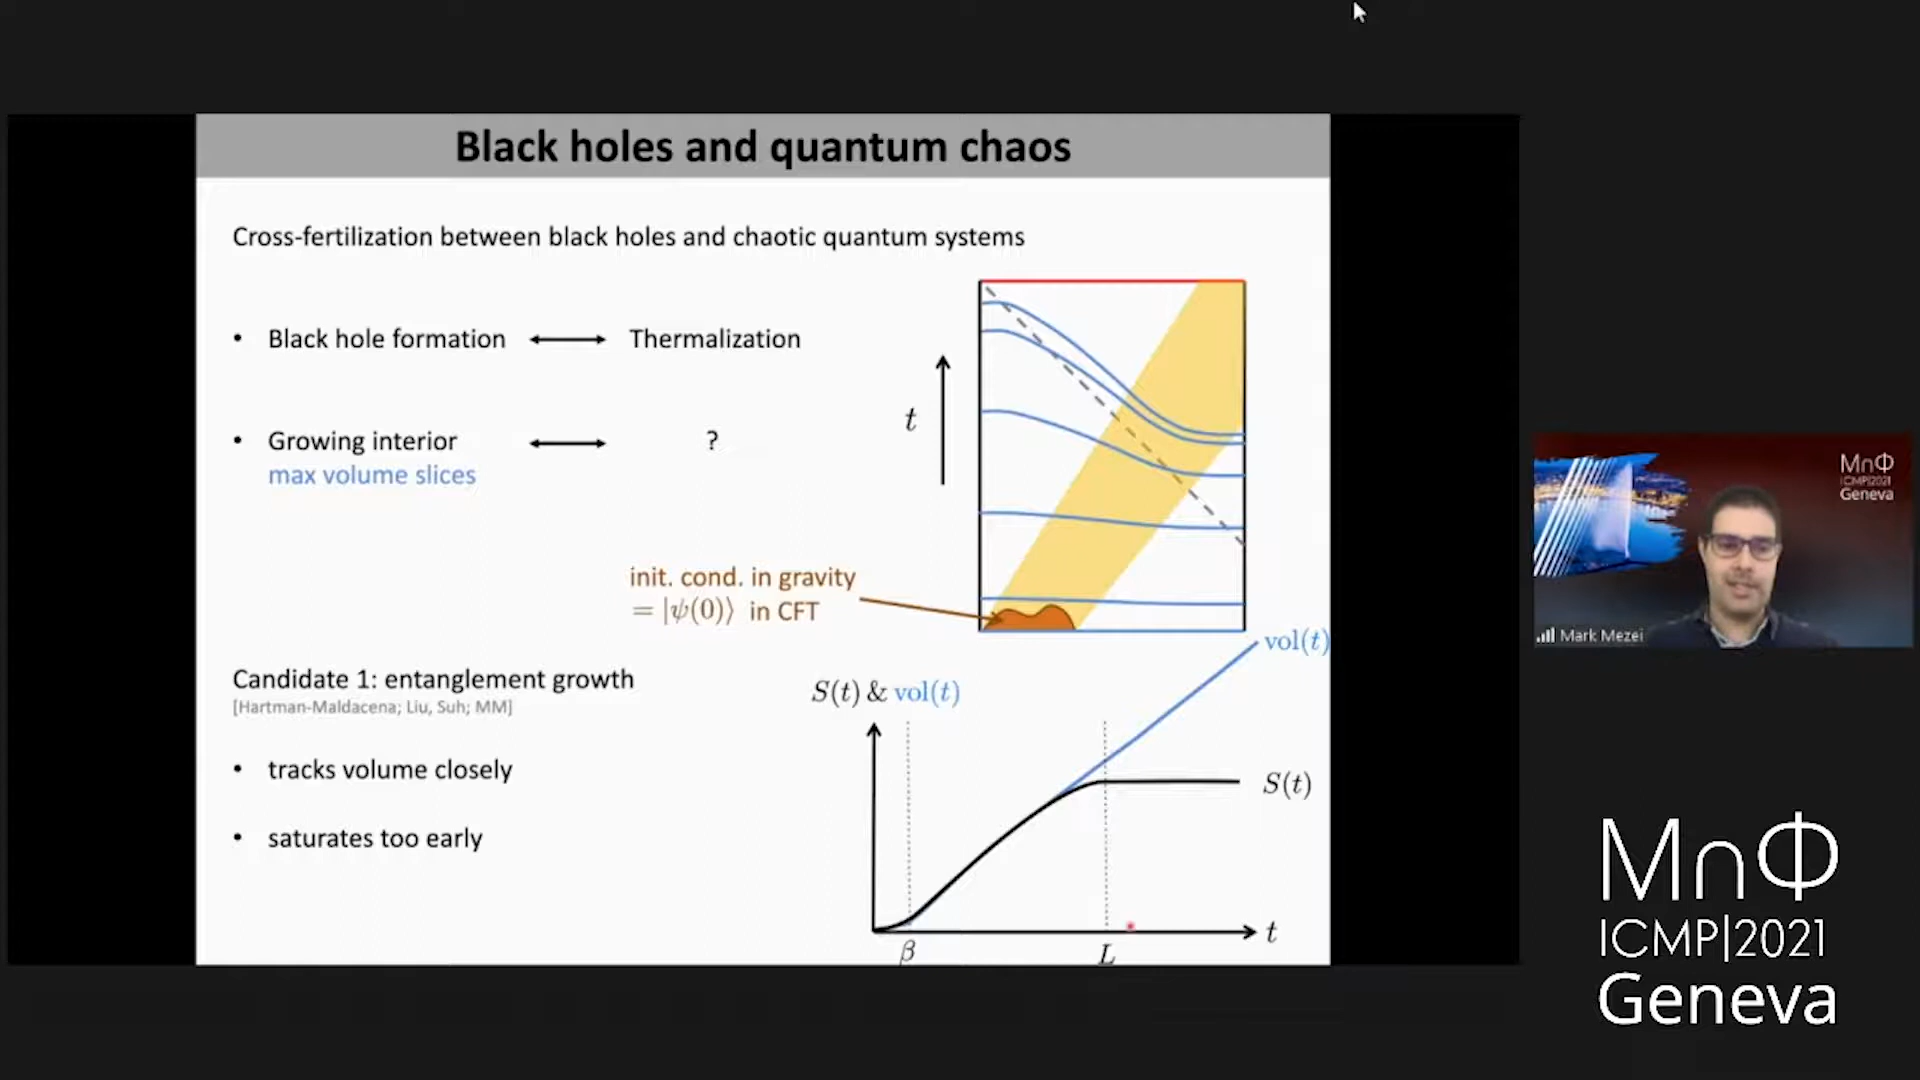 Black holes and quantum chaos
Cross-fertilization between black holes and chaotic quantum systems
• Black hole formation ⟷ Thermalization
• Growing interior ⟷ ?
max volume slices
t
init. cond. in gravity
= |ψ(0)⟩ in CFT
Candidate 1: entanglement growth
[Hartman-Maldacena; Liu, Suh; MM]
• tracks volume closely
• saturates too early
S(t) & vol(t)
vol(t)
S(t)
t
β
L
MnΦ
ICMP|2021
Geneva
Mark Mezei
MnΦ
ICMP|2021
Geneva